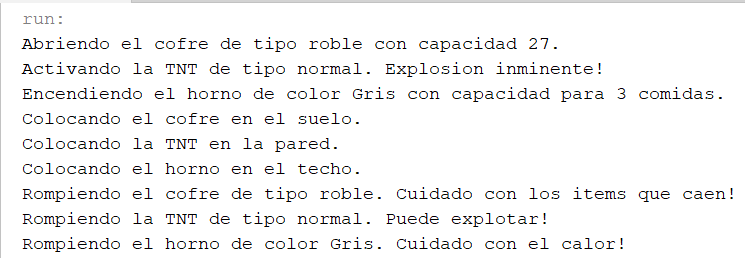 run:
Abriendo el cofre de tipo roble con capacidad 27.
Activando la TNT de tipo normal. Explosion inminente!
Encendiendo el horno de color Gris con capacidad para 3 comidas.
Colocando el cofre en el suelo.
Colocando la TNT en la pared.
Colocando el horno en el techo.
Rompiendo el cofre de tipo roble. Cuidado con los items que caen!
Rompiendo la TNT de tipo normal. Puede explotar!
Rompiendo el horno de color Gris. Cuidado con el calor!